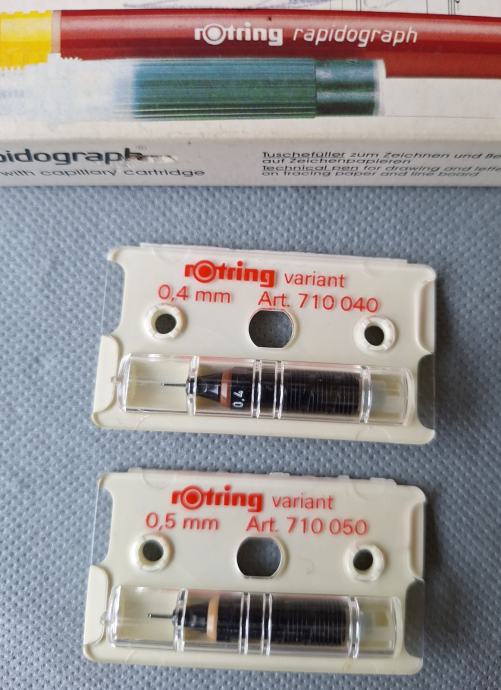 rotring rapidograph
pidograph®
with capillary cartridge
Tuschefüller zum Zeichnen und
auf Zeichenpapieren
Technical pen for drawing and
on tracing paper and line board
rotring variant
0,4 mm Art. 710 040
0,4
rotring variant
0,5 mm Art. 710 050